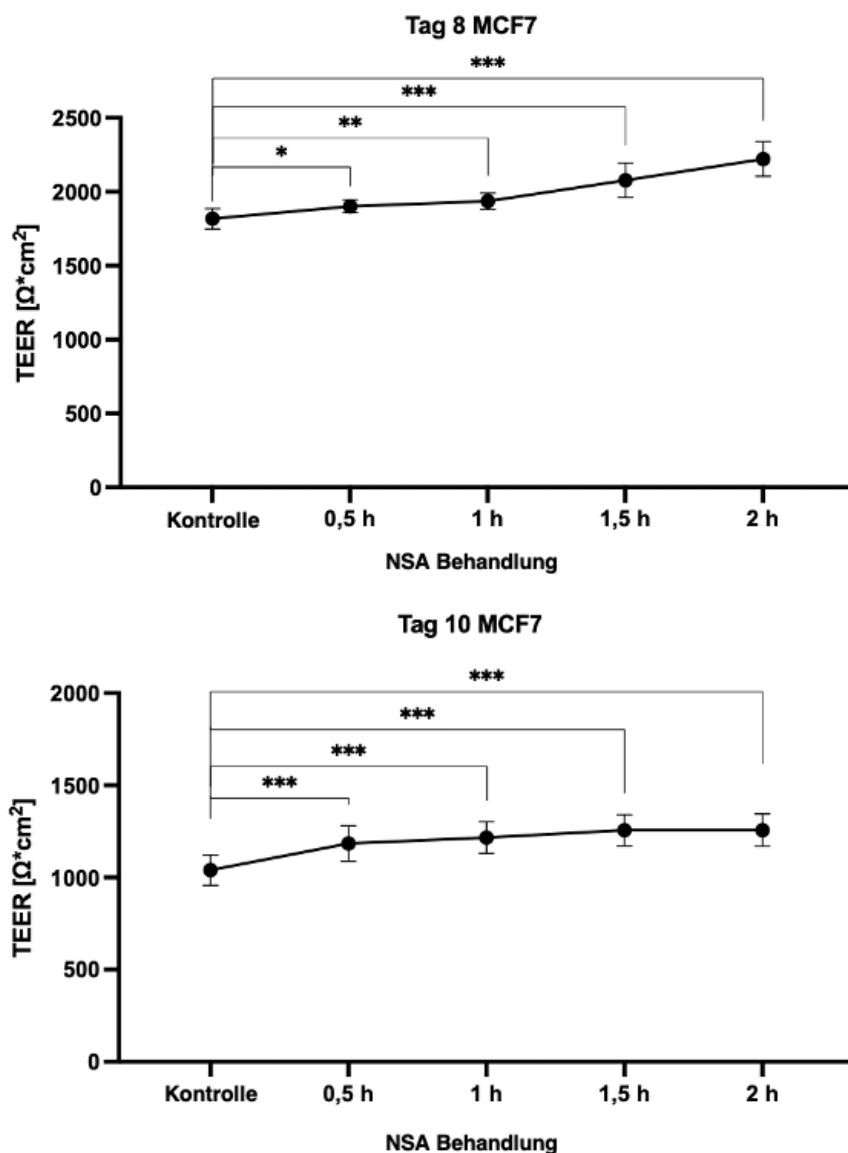 Tag 8 MCF7
***
***
**
*
2500
2000
1500
1000
500
0
TEER [Ω*cm²]
Kontrolle 0,5 h 1 h 1,5 h 2 h
NSA Behandlung
Tag 10 MCF7
***
***
***
***
2000
1500
1000
500
0
TEER [Ω*cm²]
Kontrolle 0,5 h 1 h 1,5 h 2 h
NSA Behandlung